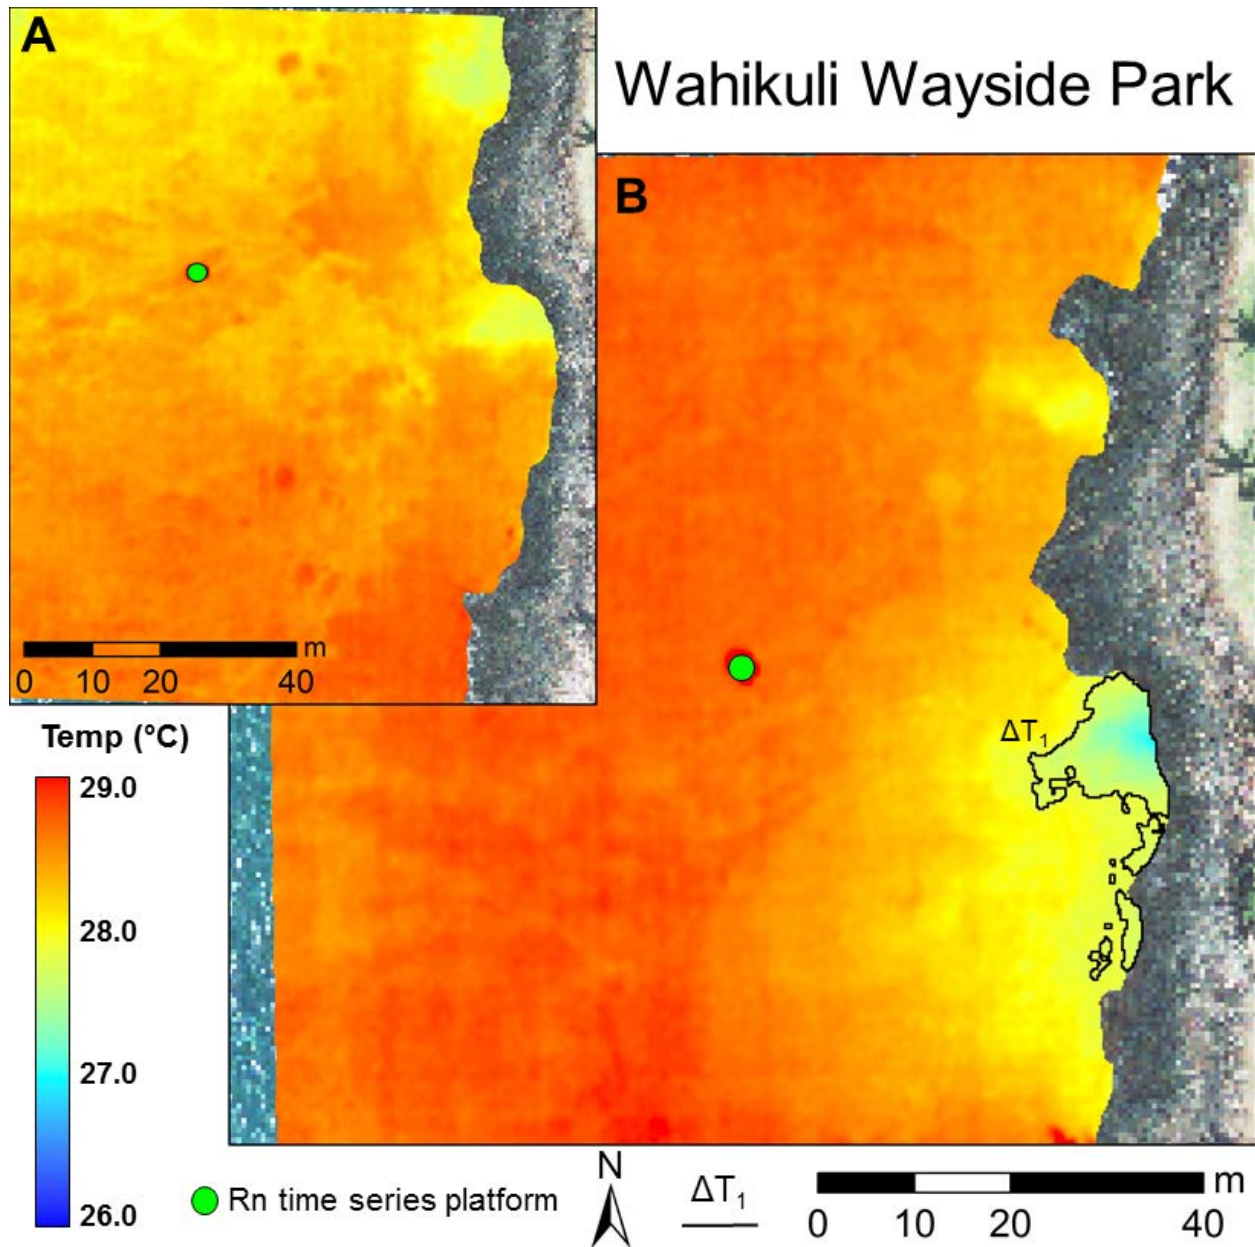 A
Wahikuli Wayside Park
B
m
0 10 20 40
Temp (°C)
29.0
28.0
27.0
26.0
ΔT₁
Rn time series platform
N
ΔT₁
m
0 10 20 40